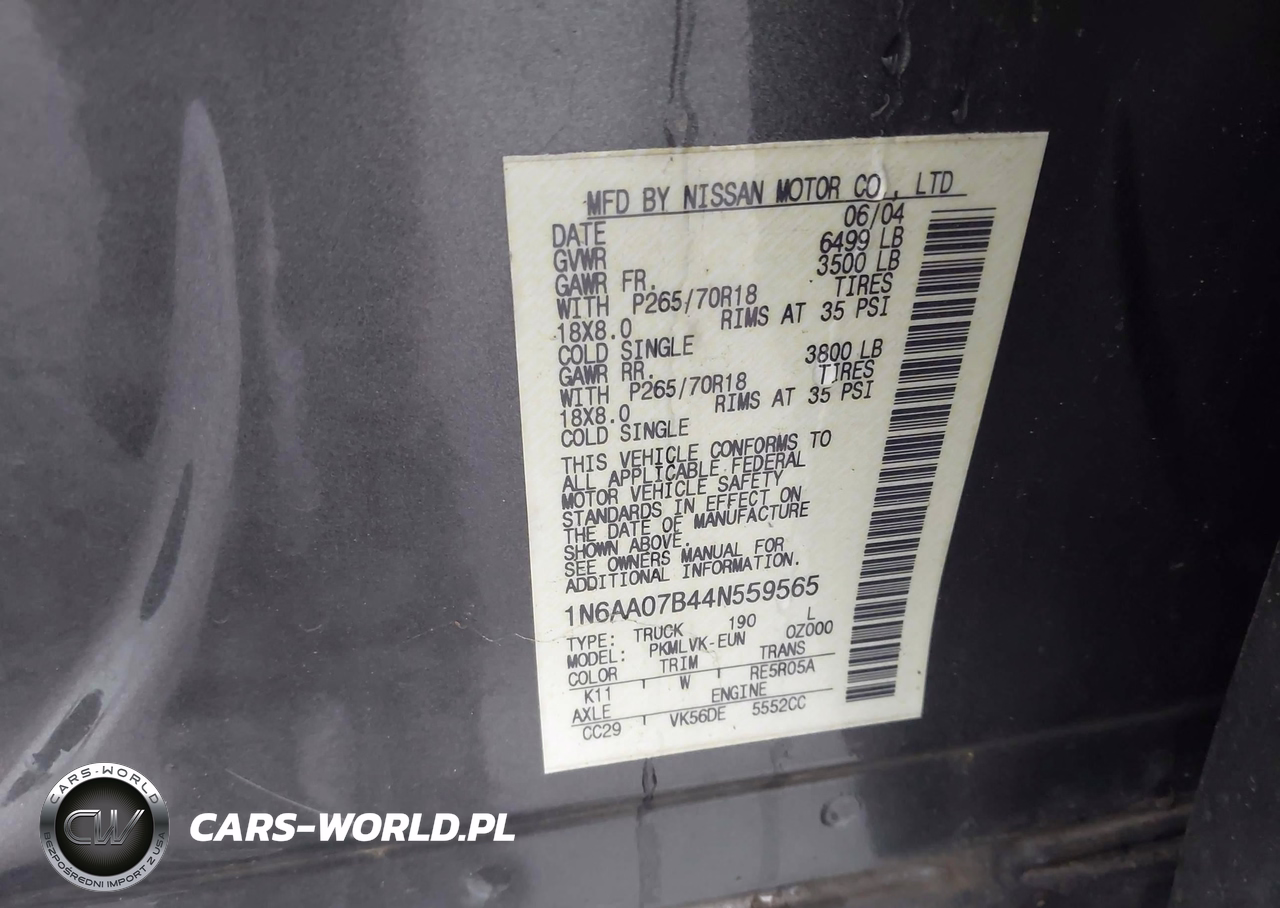 MFD BY NISSAN MOTOR CO., LTD
DATE 06/04
GVWR 6499 LB
GAWR FR. 3500 LB
WITH P265/70R18 TIRES
18X8.0 RIMS AT 35 PSI
COLD SINGLE
GAWR RR. 3800 LB
WITH P265/70R18 TIRES
18X8.0 RIMS AT 35 PSI
COLD SINGLE
THIS VEHICLE CONFORMS TO
ALL APPLICABLE FEDERAL
MOTOR VEHICLE SAFETY
STANDARDS IN EFFECT ON
THE DATE OF MANUFACTURE
SHOWN ABOVE.
SEE OWNERS MANUAL FOR
ADDITIONAL INFORMATION.
1N6AA07B44N559565
TYPE: TRUCK 190 L
MODEL: PKMLVK-EUN 0Z000
COLOR TRIM TRANS
K11 W RE5R05A
AXLE ENGINE
CC29 VK56DE 5552CC
CARS-WORLD
CW
BEZPOŚREDNI IMPORT Z USA
CARS-WORLD.PL